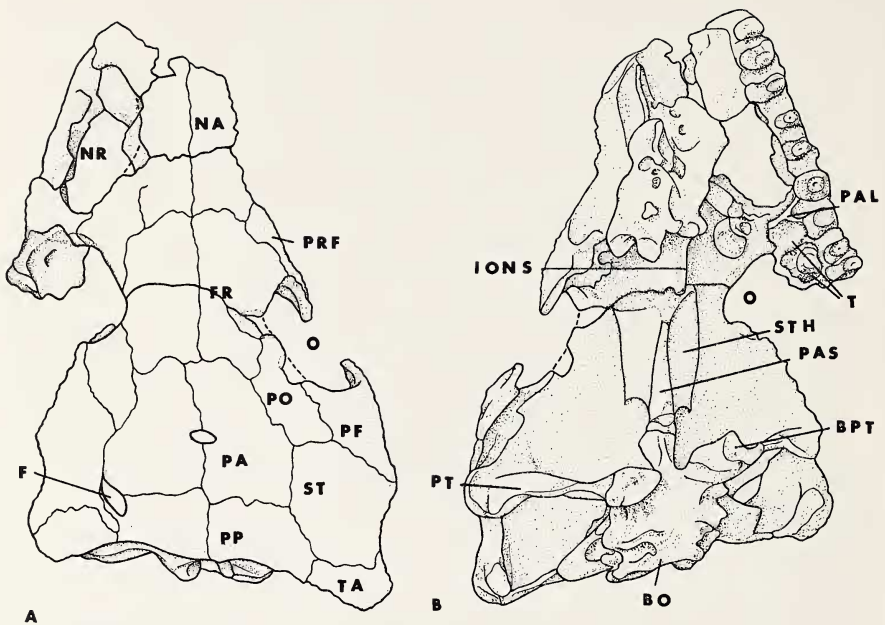 NA
NR
PRF
FR
O
PO
PF
F
PA
ST
PP
TA
A
PAL
IONS
T
O
STH
PAS
BPT
PT
BO
B